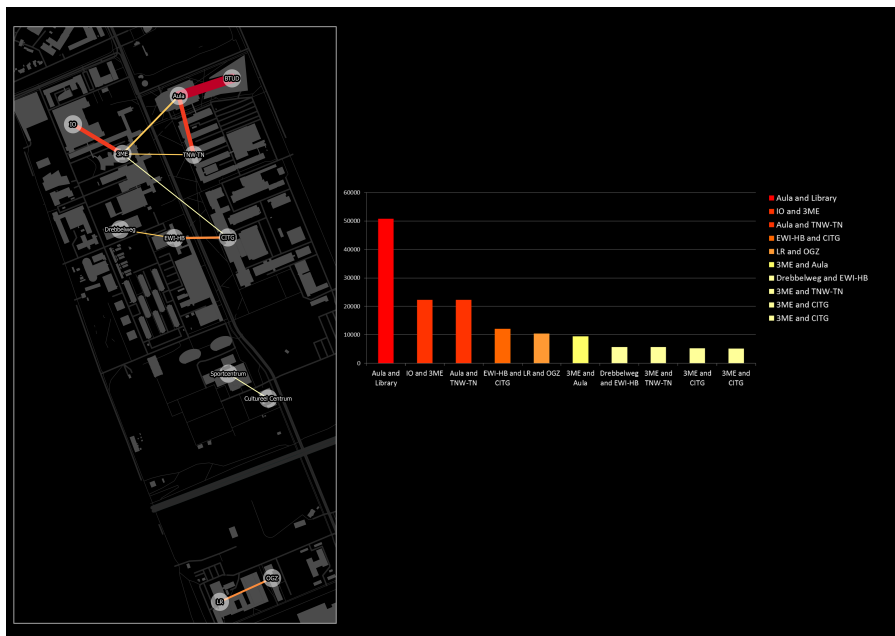 BTUD
Aula
IO
3ME
TNW-TN
Drebbelweg
EWI-HB
CITG
Sportcentrum
Cultureel Centrum
OGZ
LR
60000
50000
40000
30000
20000
10000
0
Aula and Library
IO and 3ME
Aula and TNW-TN
EWI-HB and CITG
LR and OGZ
3ME and Aula
Drebbelweg and EWI-HB
3ME and TNW-TN
3ME and CITG
3ME and CITG
Aula and Library
IO and 3ME
Aula and TNW-TN
EWI-HB and CITG
LR and OGZ
3ME and Aula
Drebbelweg and EWI-HB
3ME and TNW-TN
3ME and CITG
3ME and CITG